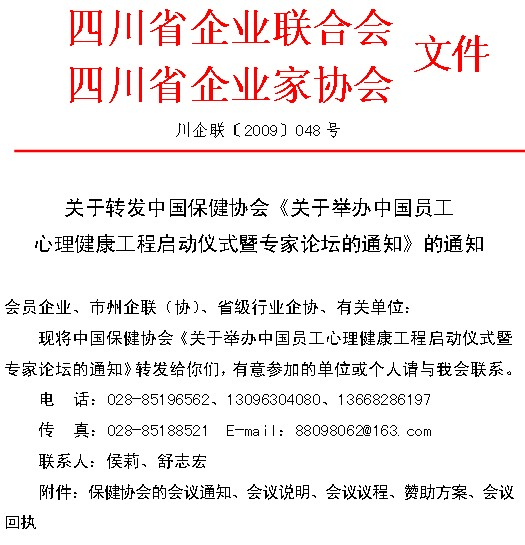 四川省企业联合会
四川省企业家协会
文件
川企联〔2009〕048 号
关于转发中国保健协会《关于举办中国员工
心理健康工程启动仪式暨专家论坛的通知》的通知
会员企业、市州企联（协）、省级行业企协、有关单位：
现将中国保健协会《关于举办中国员工心理健康工程启动仪式暨
专家论坛的通知》转发给你们，有意参加的单位或个人请与我会联系。
电　话：028-85196562、13096304080、13668286197
传　真：028-85188521　E-mail：88098062@163.com
联系人：侯莉、舒志宏
附件：保健协会的会议通知、会议说明、会议议程、赞助方案、会议
回执